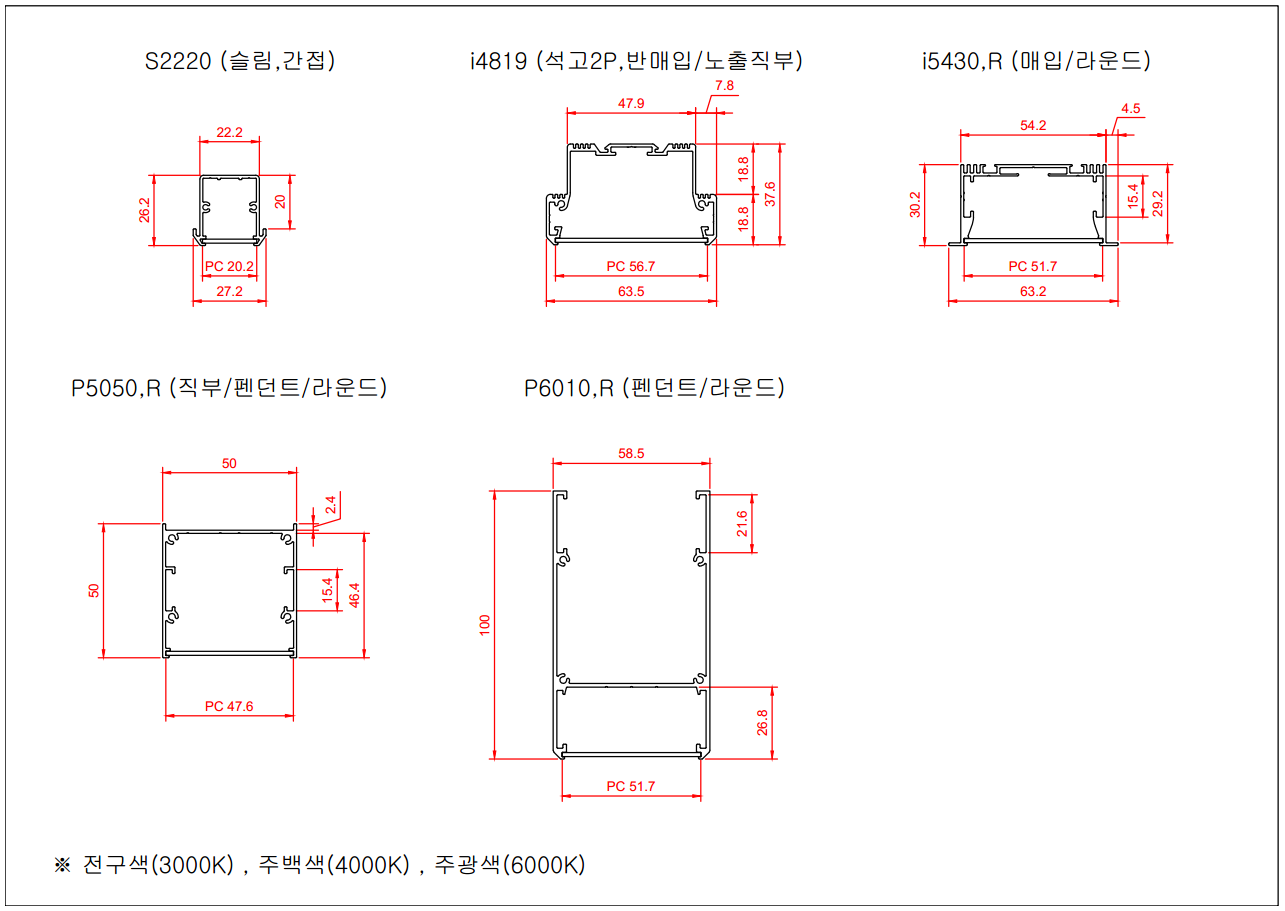 S2220 (슬림,간접)
22.2
26.2
20
PC 20.2
27.2
i4819 (석고2P,반매입/노출직부)
7.8
47.9
18.8
37.6
18.8
PC 56.7
63.5
i5430,R (매입/라운드)
4.5
54.2
30.2
15.4
29.2
PC 51.7
63.2
P5050,R (직부/펜던트/라운드)
50
2.4
50
15.4
46.4
PC 47.6
P6010,R (펜던트/라운드)
58.5
21.6
100
26.8
PC 51.7
※ 전구색(3000K) , 주백색(4000K) , 주광색(6000K)